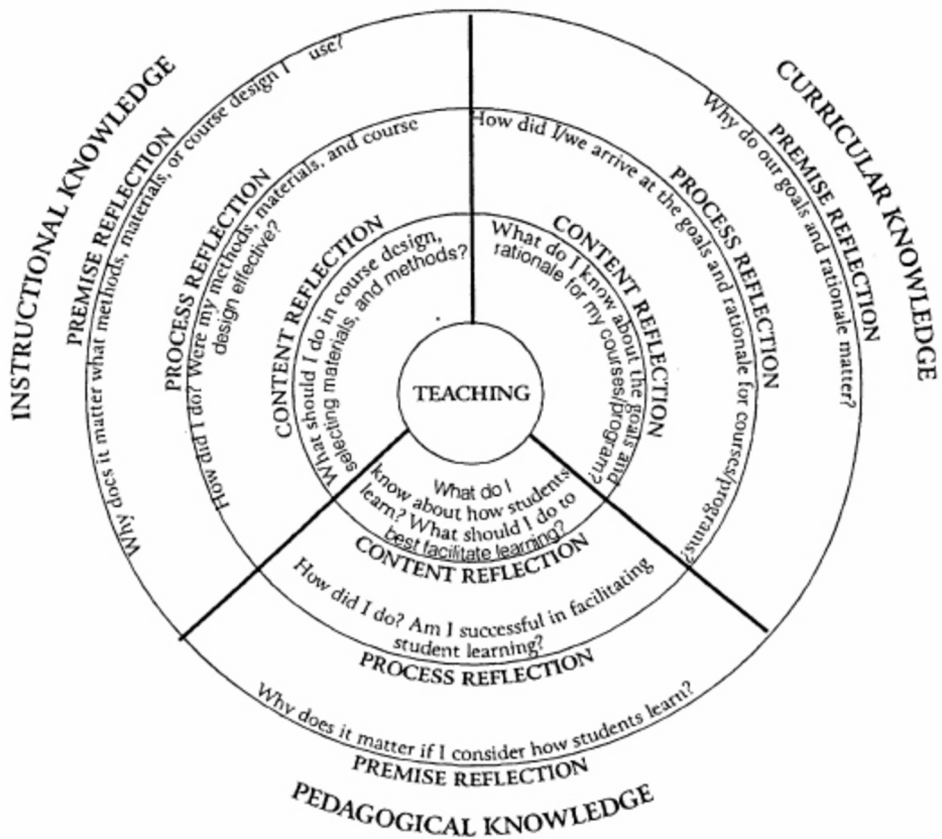 INSTRUCTIONAL KNOWLEDGE
PREMISE REFLECTION
Why does it matter what methods, materials, or course design I use?
PROCESS REFLECTION
How did I do? Were my methods, materials, and course
design effective?
CONTENT REFLECTION
What should I do in course design,
selecting materials, and methods?
CURRICULAR KNOWLEDGE
PREMISE REFLECTION
Why do our goals and rationale matter?
PROCESS REFLECTION
How did I/we arrive at the goals and rationale for courses/programs?
CONTENT REFLECTION
What do I know about the goals and
rationale for my courses/program?
TEACHING
What do I
know about how students
learn? What should I do to
best facilitate learning?
CONTENT REFLECTION
How did I do? Am I successful in facilitating
student learning?
PROCESS REFLECTION
Why does it matter if I consider how students learn?
PREMISE REFLECTION
PEDAGOGICAL KNOWLEDGE